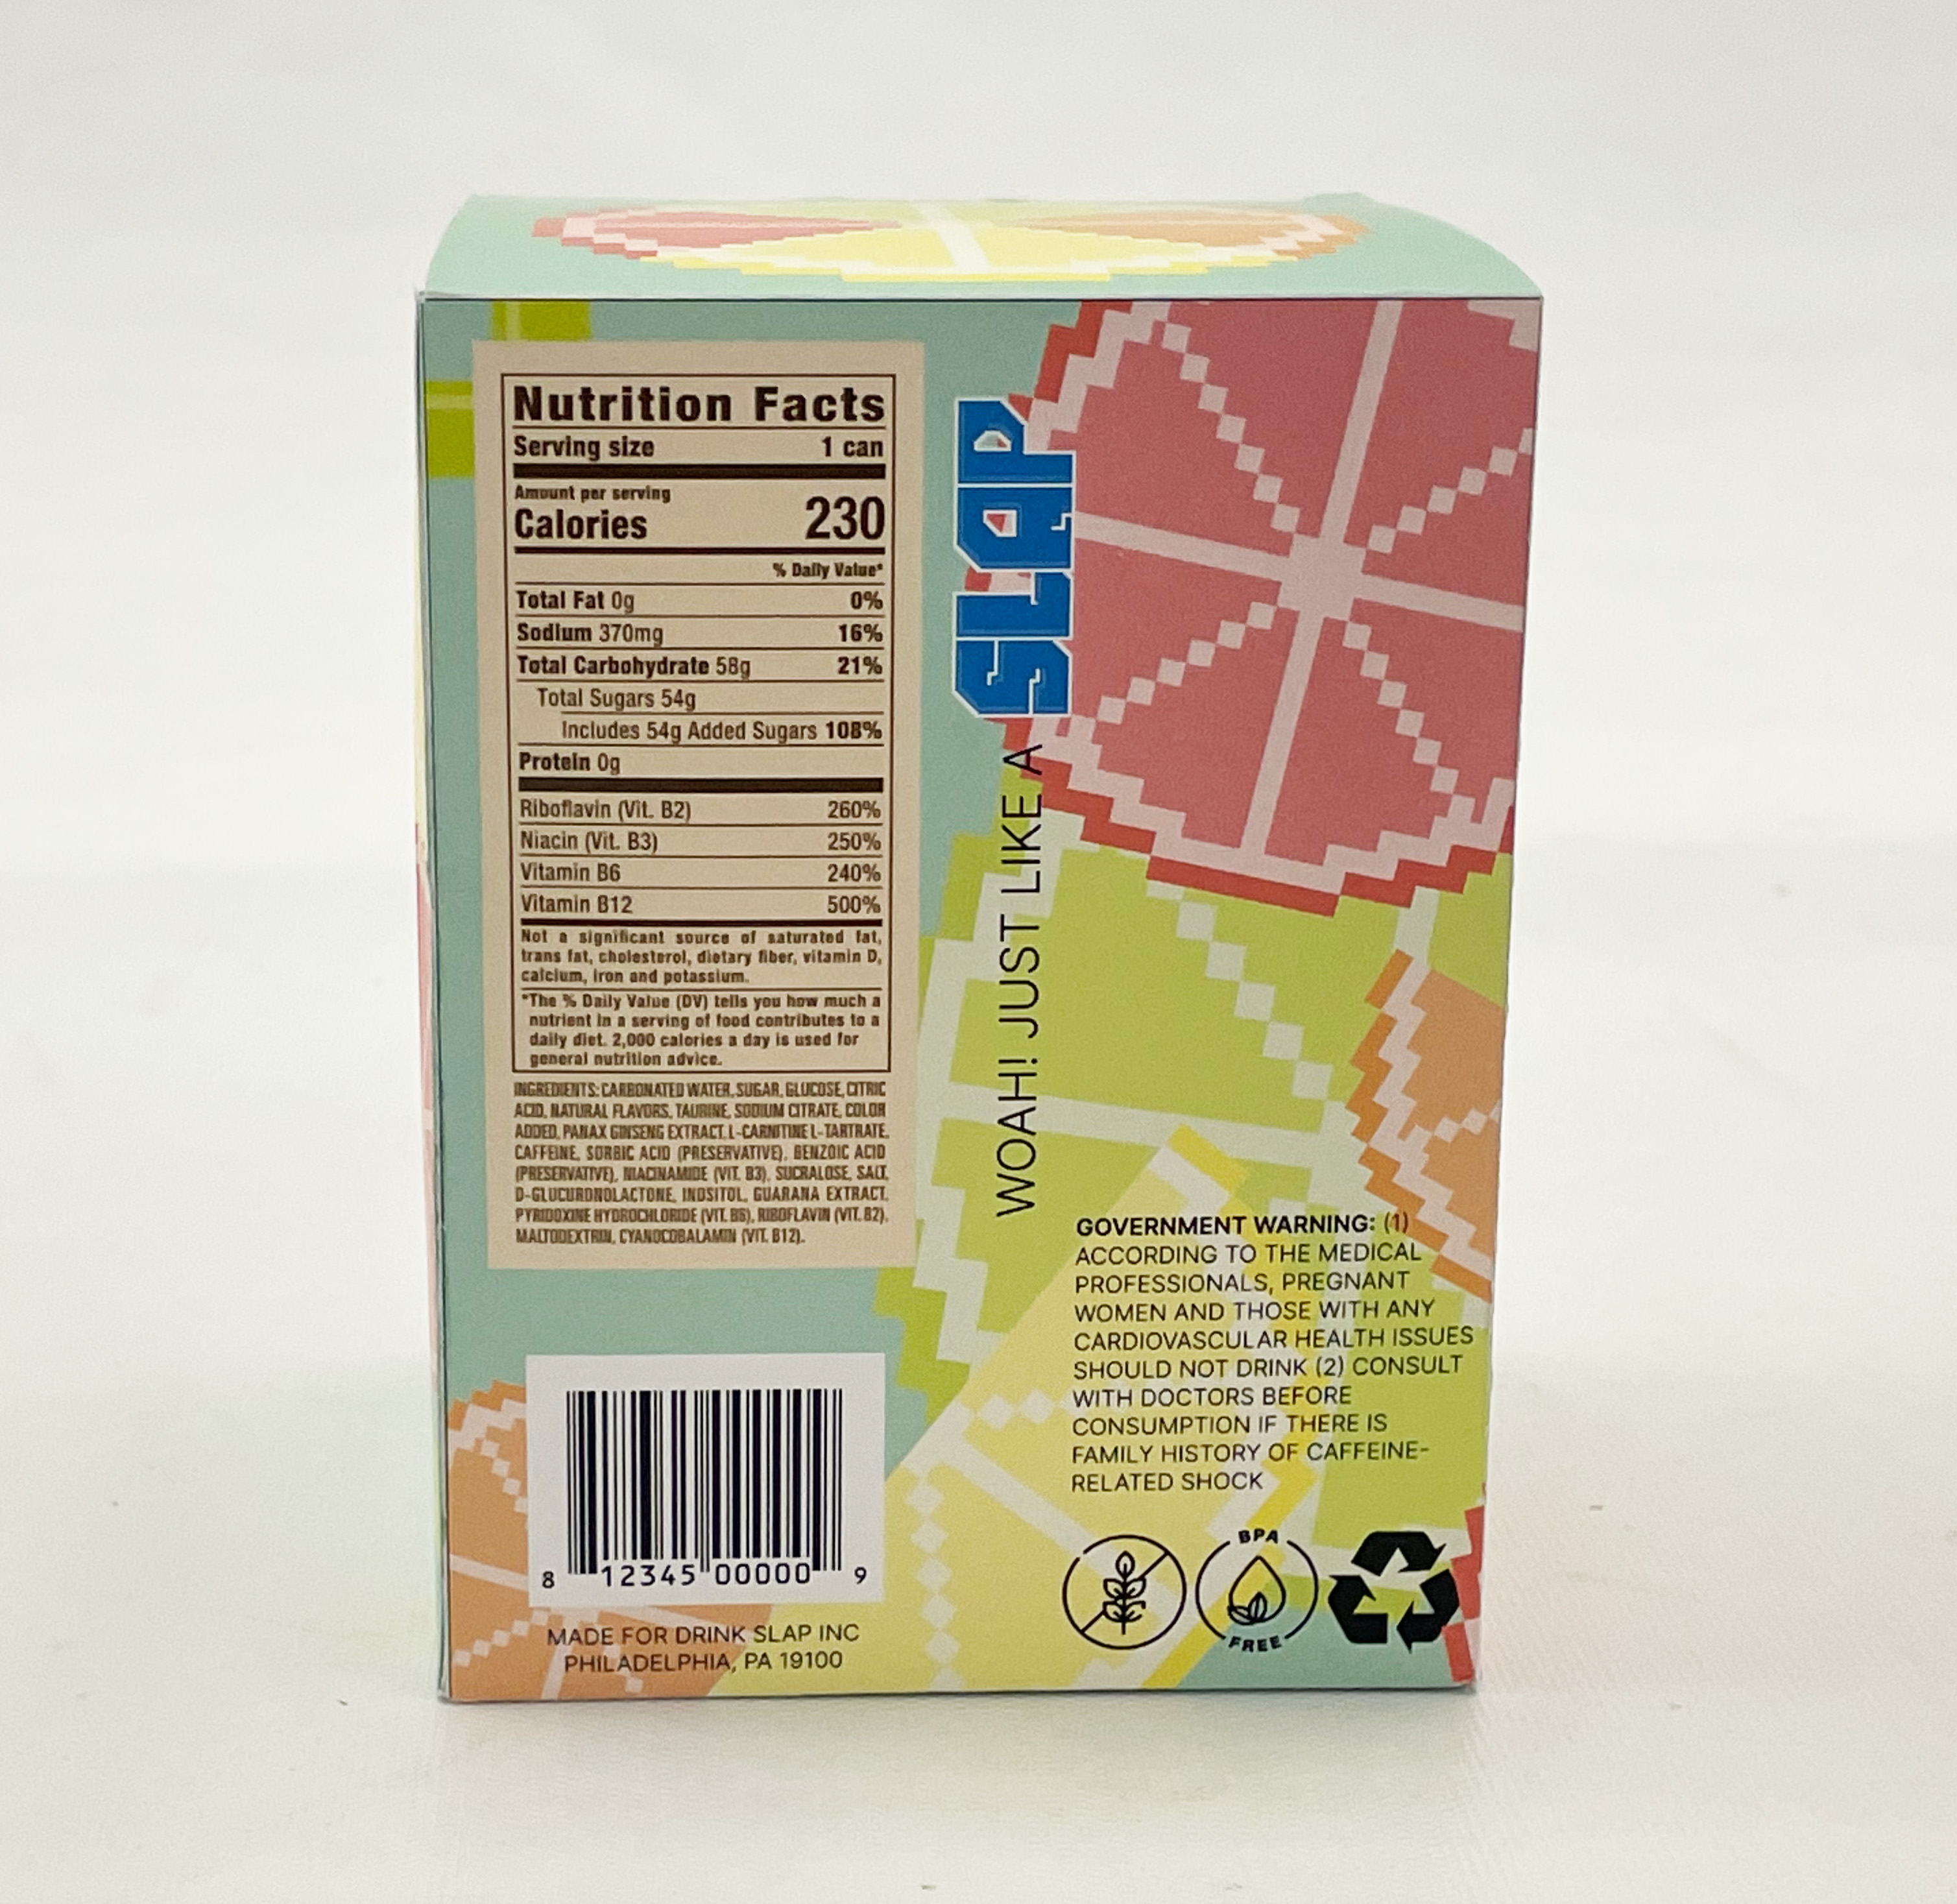 Nutrition Facts
Serving size 1 can
Amount per serving
Calories 230
% Daily Value*
Total Fat 0g 0%
Sodium 370mg 16%
Total Carbohydrate 58g 21%
Total Sugars 54g
Includes 54g Added Sugars 108%
Protein 0g
Riboflavin (Vit. B2) 260%
Niacin (Vit. B3) 250%
Vitamin B6 240%
Vitamin B12 500%
Not a significant source of saturated fat,
trans fat, cholesterol, dietary fiber, vitamin D,
calcium, iron and potassium.
*The % Daily Value (DV) tells you how much a
nutrient in a serving of food contributes to a
daily diet. 2,000 calories a day is used for
general nutrition advice.
INGREDIENTS: CARBONATED WATER, SUGAR, GLUCOSE, CITRIC
ACID, NATURAL FLAVORS, TAURINE, SODIUM CITRATE, COLOR
ADDED, PANAX GINSENG EXTRACT, L-CARNITINE L-TARTRATE,
CAFFEINE, SORBIC ACID (PRESERVATIVE), BENZOIC ACID
(PRESERVATIVE), NIACINAMIDE (VIT. B3), SUCRALOSE, SALT,
D-GLUCURONOLACTONE, INOSITOL, GUARANA EXTRACT,
PYRIDOXINE HYDROCHLORIDE (VIT. B6), RIBOFLAVIN (VIT. B2),
MALTODEXTRIN, CYANOCOBALAMIN (VIT. B12).
8 12345 00000 9
MADE FOR DRINK SLAP INC
PHILADELPHIA, PA 19100
WOAH! JUST LIKE A SLAP
GOVERNMENT WARNING: (1)
ACCORDING TO THE MEDICAL
PROFESSIONALS, PREGNANT
WOMEN AND THOSE WITH ANY
CARDIOVASCULAR HEALTH ISSUES
SHOULD NOT DRINK (2) CONSULT
WITH DOCTORS BEFORE
CONSUMPTION IF THERE IS
FAMILY HISTORY OF CAFFEINE-
RELATED SHOCK
BPA
FREE